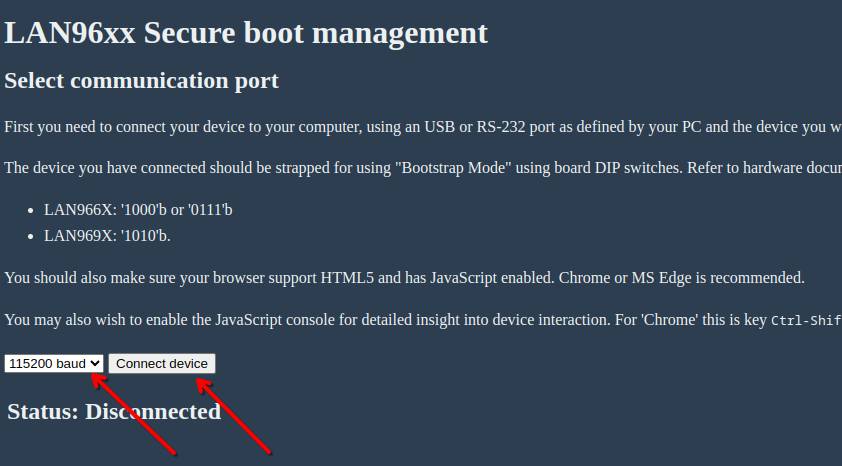 LAN96xx Secure boot management
Select communication port
First you need to connect your device to your computer, using an USB or RS-232 port as defined by your PC and the device you
The device you have connected should be strapped for using "Bootstrap Mode" using board DIP switches. Refer to hardware
LAN966X: '1000'b or '0111'b
LAN969X: '1010'b.
You should also make sure your browser support HTML5 and has JavaScript enabled. Chrome or MS Edge is recommended.
You may also wish to enable the JavaScript console for detailed insight into device interaction. For 'Chrome' this is key Ctrl-Shif
115200 baud Connect device
Status: Disconnected